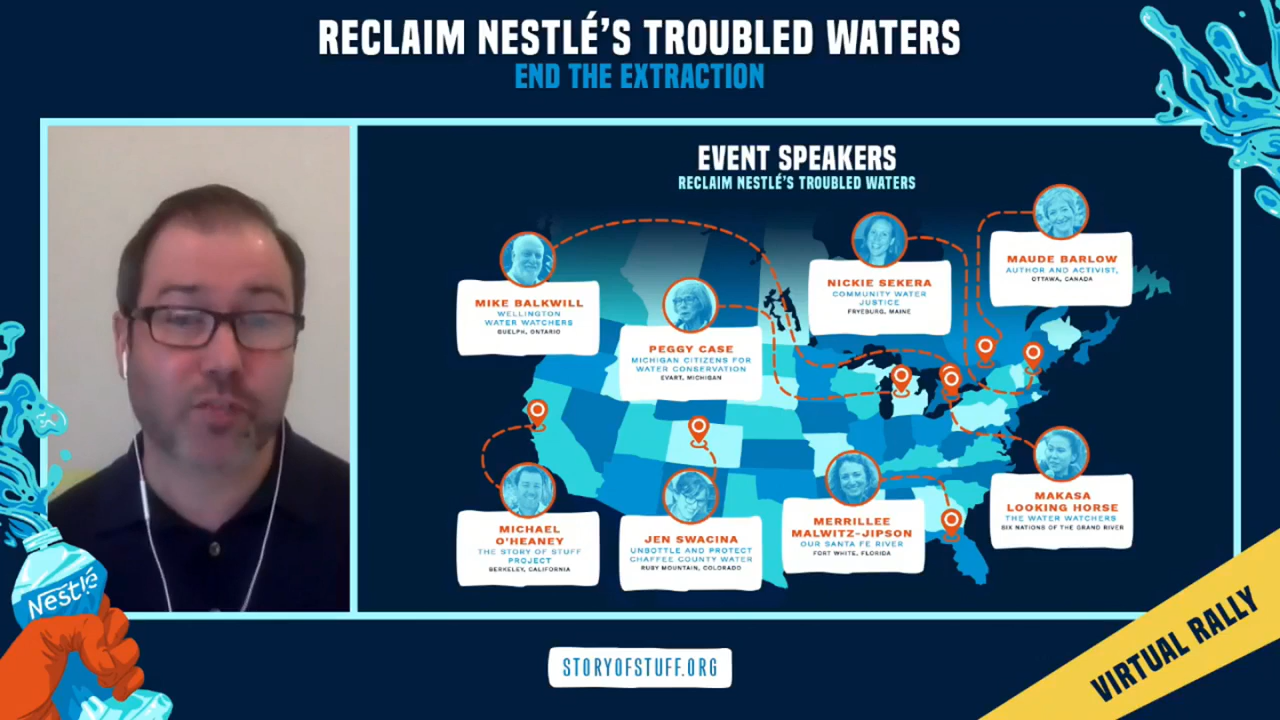 RECLAIM NESTLÉ'S TROUBLED WATERS
END THE EXTRACTION
EVENT SPEAKERS
RECLAIM NESTLÉ'S TROUBLED WATERS
MIKE BALKWILL
WELLINGTON
WATER WATCHERS
GUELPH, ONTARIO
PEGGY CASE
MICHIGAN CITIZENS FOR
WATER CONSERVATION
EVART, MICHIGAN
NICKIE SEKERA
COMMUNITY WATER
JUSTICE
FRYEBURG, MAINE
MAUDE BARLOW
AUTHOR AND ACTIVIST,
OTTAWA, CANADA
MICHAEL
O'HEANEY
THE STORY OF STUFF
PROJECT
BERKELEY, CALIFORNIA
JEN SWACINA
UNBOTTLE AND PROTECT
CHAFFEE COUNTY WATER
RUBY MOUNTAIN, COLORADO
MERRILLEE
MALWITZ-JIPSON
OUR SANTA FE RIVER
FORT WHITE, FLORIDA
MAKASA
LOOKING HORSE
THE WATER WATCHERS
SIX NATIONS OF THE GRAND RIVER
Nestlé
STORYOFSTUFF.ORG
VIRTUAL RALLY